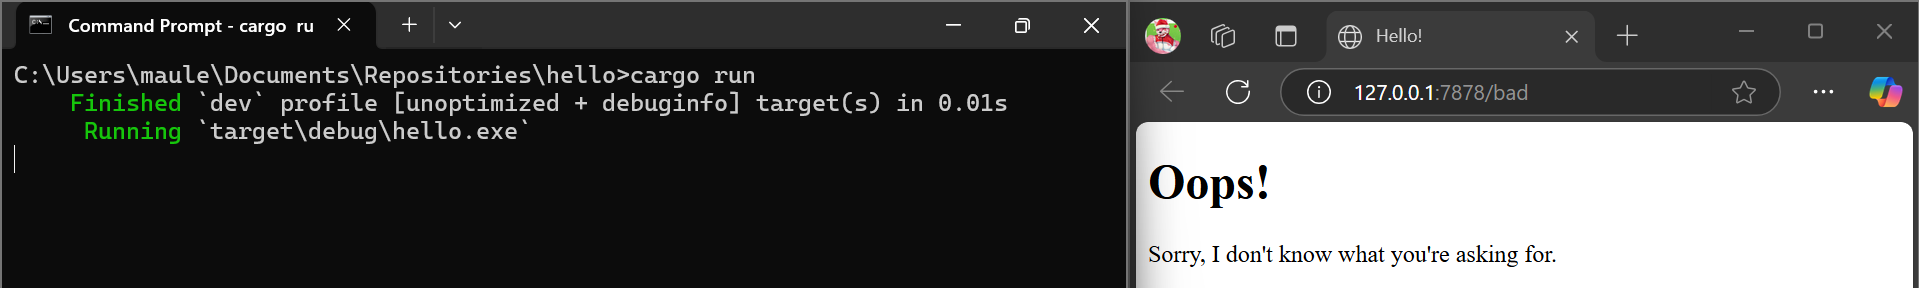 Command Prompt - cargo ru
C:\Users\maule\Documents\Repositories\hello>cargo run
Finished `dev` profile [unoptimized + debuginfo] target(s) in 0.01s
Running `target\debug\hello.exe`
Hello!
127.0.0.1:7878/bad
Oops!
Sorry, I don't know what you're asking for.